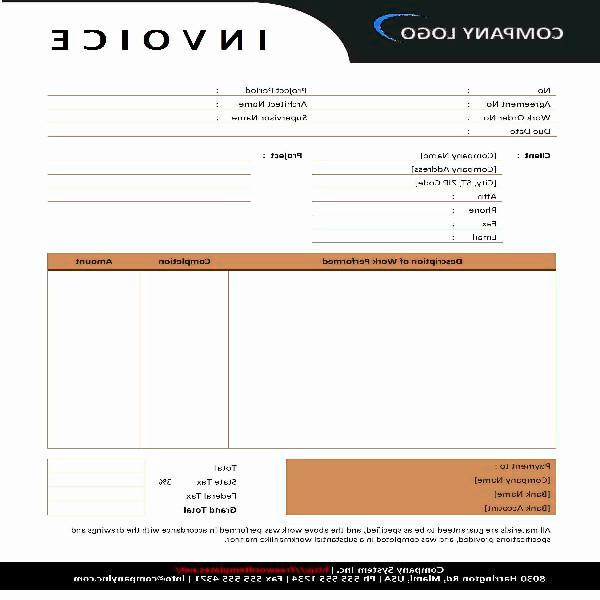 COMPANY LOGO
INVOICE
No :
Agreement No :
Work Order No :
Due Date :
Project Period :
Architect Name :
Supervisor Name :
Client :
[Company Name]
[Company Address]
[City, ST, ZIP Code]
Attn :
Phone :
Fax :
Email :
Project :
Description of Work Performed Completion Amount
Payment to :
[Company Name]
[Bank Name]
[Bank Account]
Total
State Tax 3%
Federal Tax
Grand Total
All materials are guaranteed to be as specified, and the above work was performed in accordance with the drawings and
specifications provided, and was completed in a substantial workmanlike manner.
Company System Inc. | http://freewordtemplates.net/
8030 Harrington Rd, Miami, USA | Ph 555 555 1234 | Fax 555 555 4321 | info@companyinc.com